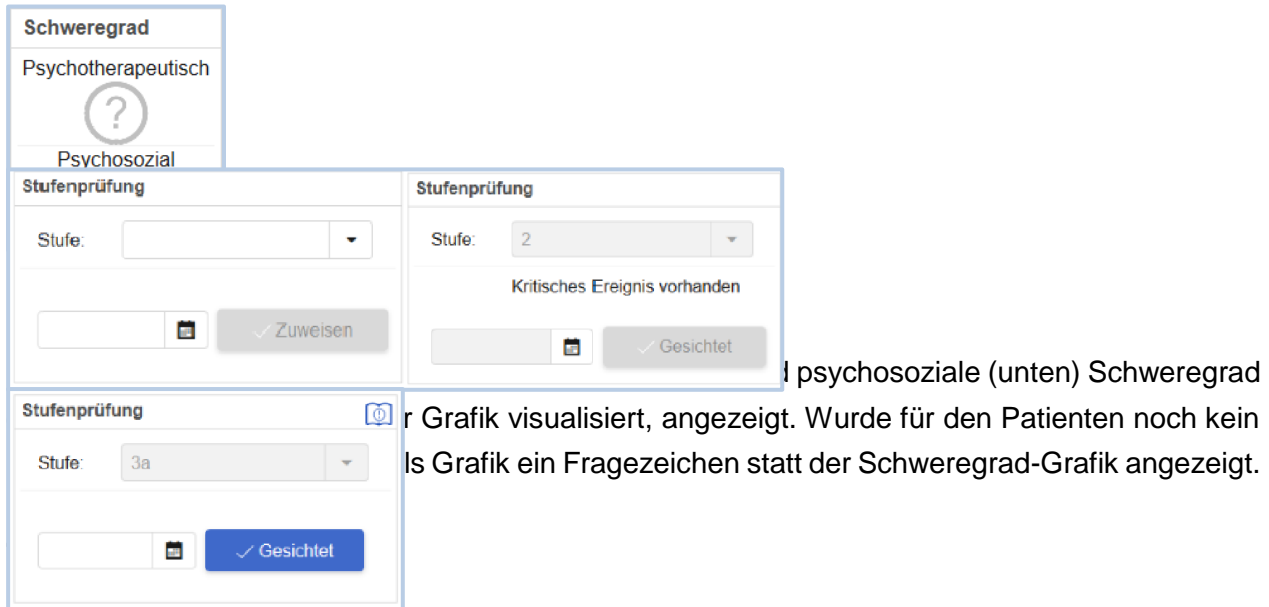 Schweregrad
Psychotherapeutisch
?
Psychosozial
Stufenprüfung
Stufe:
Zuweisen
Stufenprüfung
Stufe: 2
Kritisches Ereignis vorhanden
Gesichtet
psychosoziale (unten) Schweregrad
Grafik visualisiert, angezeigt. Wurde für den Patienten noch kein
Grafik ein Fragezeichen statt der Schweregrad-Grafik angezeigt.
Stufenprüfung
Stufe: 3a
Gesichtet